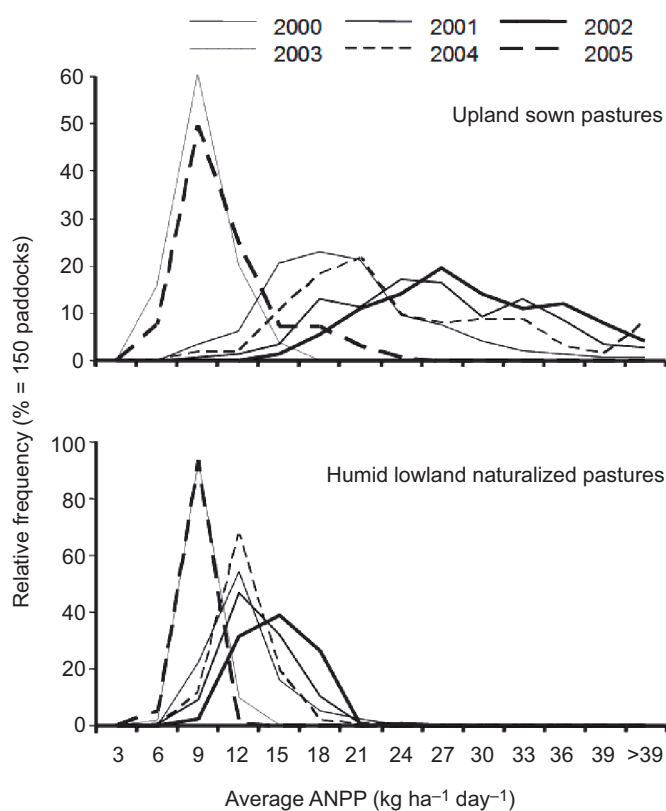 2000 2001 2002
2003 2004 2005
Relative frequency (% = 150 paddocks)
60
50
40
30
20
10
0
Upland sown pastures
100
80
60
40
20
0
Humid lowland naturalized pastures
3 6 9 12 15 18 21 24 27 30 33 36 39 >39
Average ANPP (kg ha⁻¹ day⁻¹)